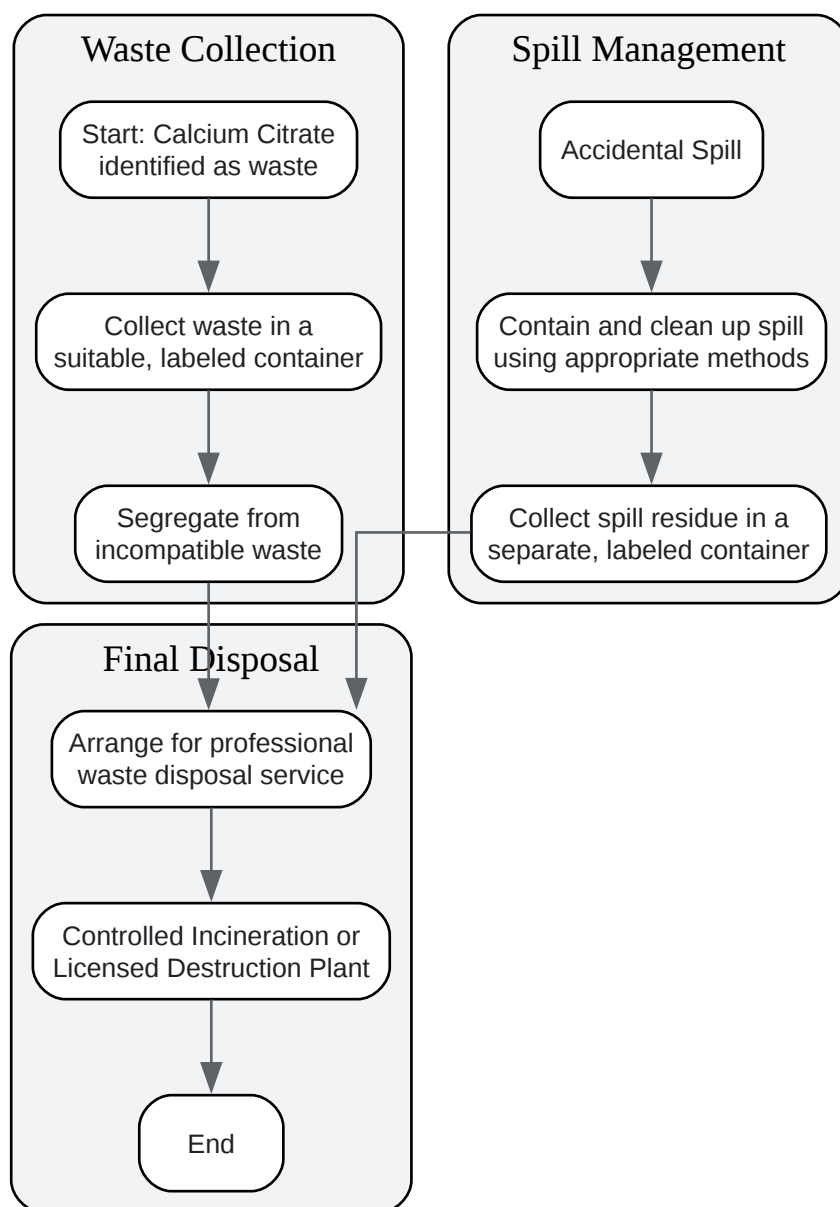 Waste Collection
Start: Calcium Citrate
identified as waste
Collect waste in a
suitable, labeled container
Segregate from
incompatible waste
Spill Management
Accidental Spill
Contain and clean up spill
using appropriate methods
Collect spill residue in a
separate, labeled container
Final Disposal
Arrange for professional
waste disposal service
Controlled Incineration or
Licensed Destruction Plant
End